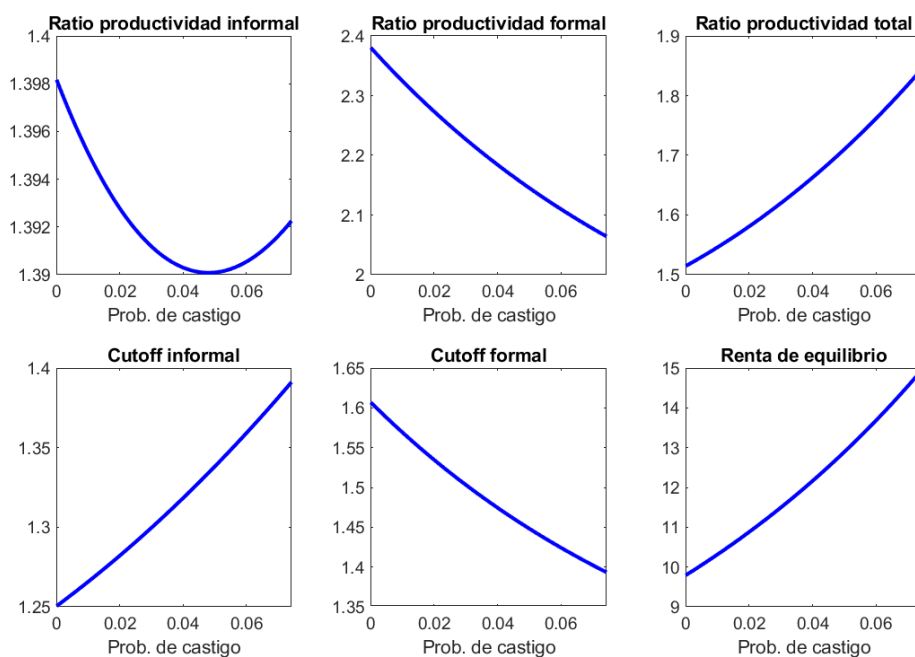 Ratio productividad informal
1.4
1.398
1.396
1.394
1.392
1.39
0 0.02 0.04 0.06
Prob. de castigo
Ratio productividad formal
2.4
2.3
2.2
2.1
2
0 0.02 0.04 0.06
Prob. de castigo
Ratio productividad total
1.9
1.8
1.7
1.6
1.5
0 0.02 0.04 0.06
Prob. de castigo
Cutoff informal
1.4
1.35
1.3
1.25
0 0.02 0.04 0.06
Prob. de castigo
Cutoff formal
1.65
1.6
1.55
1.5
1.45
1.4
1.35
0 0.02 0.04 0.06
Prob. de castigo
Renta de equilibrio
15
14
13
12
11
10
9
0 0.02 0.04 0.06
Prob. de castigo